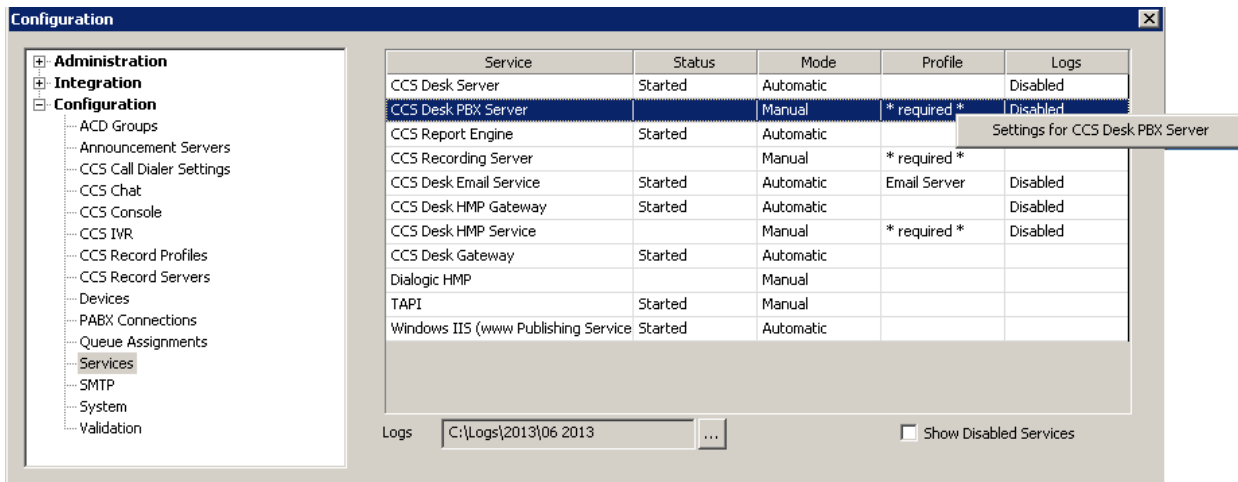 Configuration
Administration
Integration
Configuration
ACD Groups
Announcement Servers
CCS Call Dialer Settings
CCS Chat
CCS Console
CCS IVR
CCS Record Profiles
CCS Record Servers
Devices
PABX Connections
Queue Assignments
Services
SMTP
System
Validation
Service Status Mode Profile Logs
CCS Desk Server Started Automatic Disabled
CCS Desk PBX Server Manual * required * Disabled
Settings for CCS Desk PBX Server
CCS Report Engine Started Automatic
CCS Recording Server Manual * required *
CCS Desk Email Service Started Automatic Email Server Disabled
CCS Desk HMP Gateway Started Automatic Disabled
CCS Desk HMP Service Manual * required * Disabled
CCS Desk Gateway Started Automatic
Dialogic HMP Manual
TAPI Started Manual
Windows IIS (www Publishing Service Started Automatic
Logs C:\Logs\2013\06 2013 ... Show Disabled Services